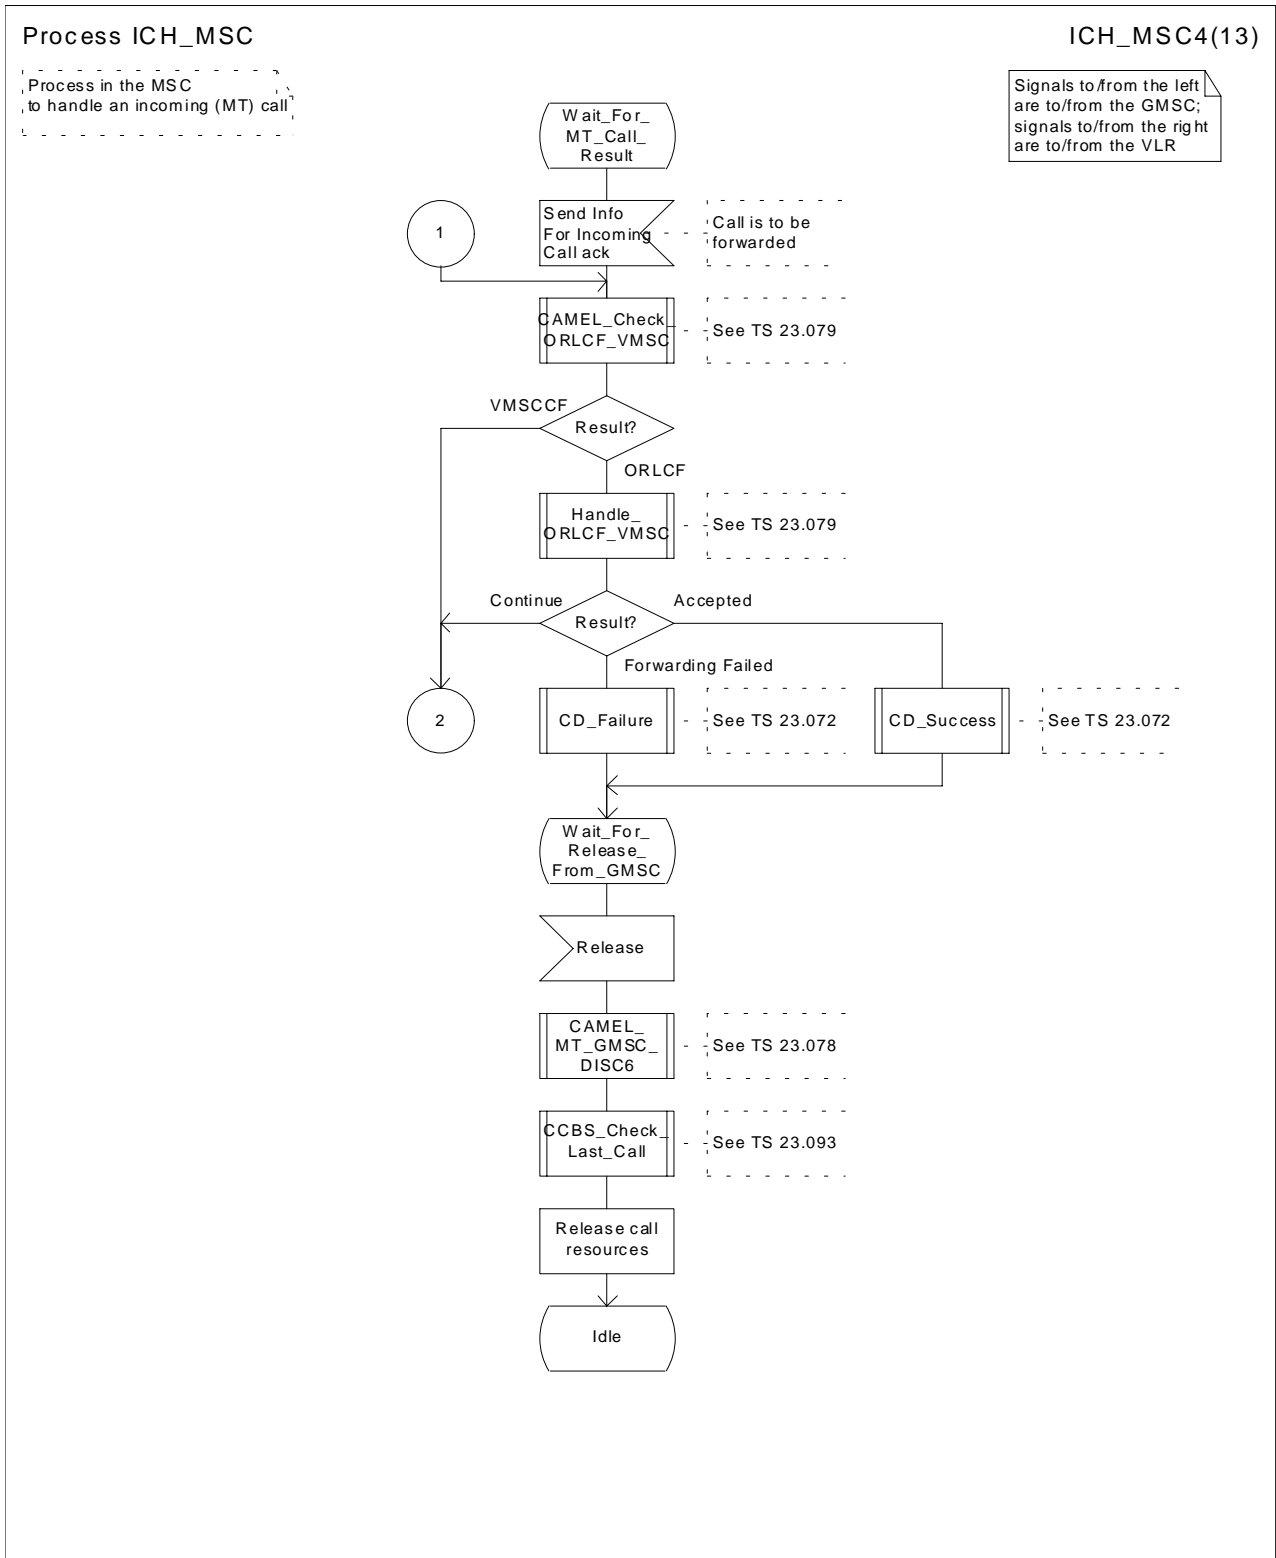 Process ICH_MSC
ICH_MSC4(13)
Process in the MSC
to handle an incoming (MT) call
Signals to/from the left
are to/from the GMSC;
signals to/from the right
are to/from the VLR
Wait_For_
MT_Call_
Result
1
Send Info
For Incoming
Call ack
Call is to be
forwarded
CAMEL_Check_
ORLCF_VMSC
See TS 23.079
VMSCCF
Result?
ORLCF
Handle_
ORLCF_VMSC
See TS 23.079
Continue
Result?
Accepted
Forwarding Failed
2
CD_Failure
See TS 23.072
CD_Success
See TS 23.072
Wait_For_
Release_
From_GMSC
Release
CAMEL_
MT_GMSC_
DISC6
See TS 23.078
CCBS_Check_
Last_Call
See TS 23.093
Release call
resources
Idle